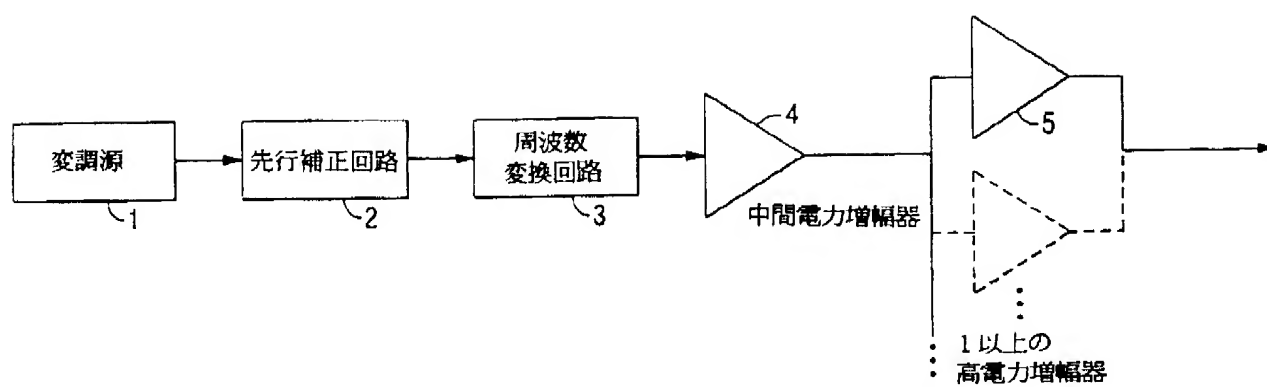 変調源
1
先行補正回路
2
周波数
変換回路
3
4
中間電力増幅器
5
1以上の
高電力増幅器